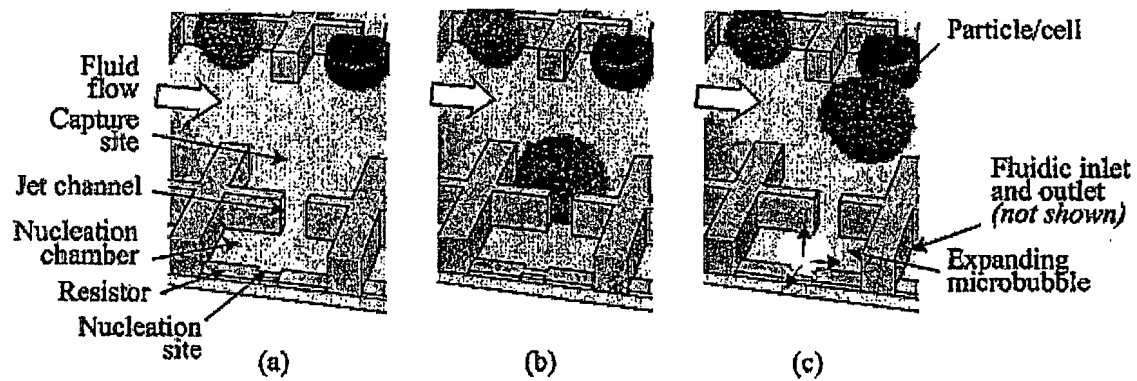 Fluid
flow
Capture
site
Jet channel
Nucleation
chamber
Resistor
Nucleation
site
Particle/cell
Fluidic inlet
and outlet
(not shown)
Expanding
microbubble
(a)
(b)
(c)